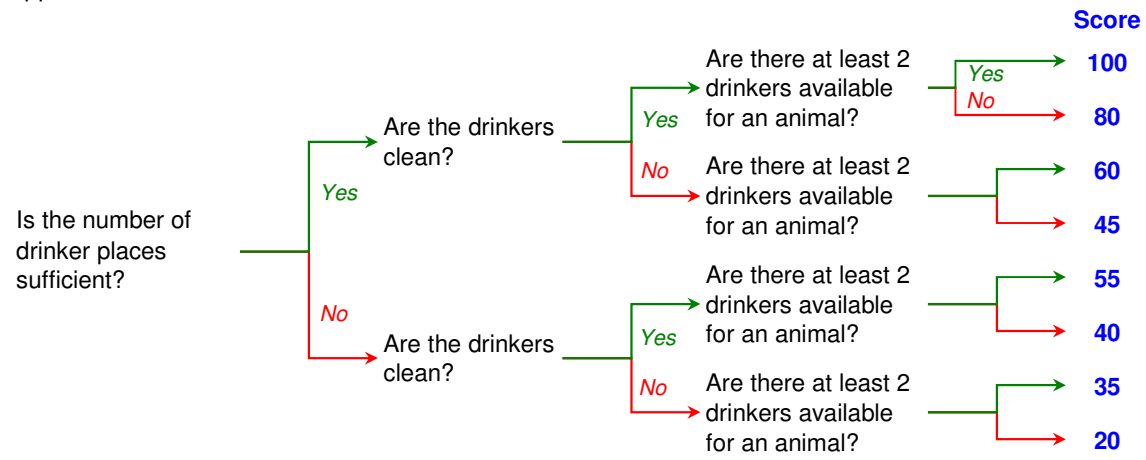 Score
Are there at least 2
drinkers available
for an animal?
Yes
No
100
80
Are the drinkers
clean?
Yes
No
Are there at least 2
drinkers available
for an animal?
60
45
Is the number of
drinker places
sufficient?
Yes
No
Are there at least 2
drinkers available
for an animal?
55
40
Are the drinkers
clean?
Yes
No
Are there at least 2
drinkers available
for an animal?
35
20